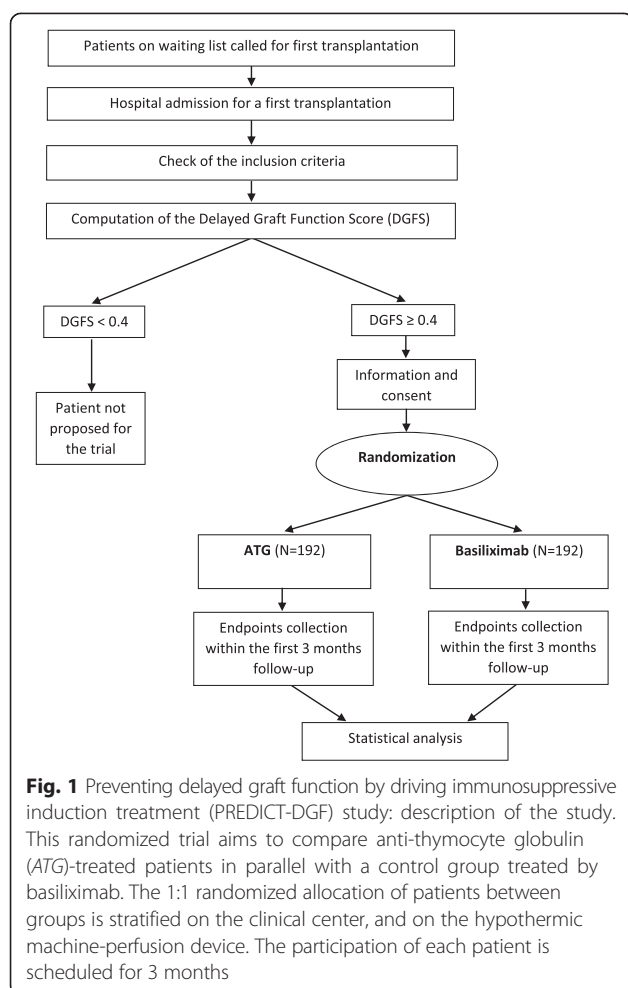 Patients on waiting list called for first transplantation
Hospital admission for a first transplantation
Check of the inclusion criteria
Computation of the Delayed Graft Function Score (DGFS)
DGFS < 0.4
DGFS ≥ 0.4
Patient not
proposed for
the trial
Information and
consent
Randomization
ATG (N=192)
Basiliximab (N=192)
Endpoints collection
within the first 3 months
follow-up
Endpoints collection
within the first 3 months
follow-up
Statistical analysis
Fig. 1 Preventing delayed graft function by driving immunosuppressive
induction treatment (PREDICT-DGF) study: description of the study.
This randomized trial aims to compare anti-thymocyte globulin
(ATG)-treated patients in parallel with a control group treated by
basiliximab. The 1:1 randomized allocation of patients between
groups is stratified on the clinical center, and on the hypothermic
machine-perfusion device. The participation of each patient is
scheduled for 3 months